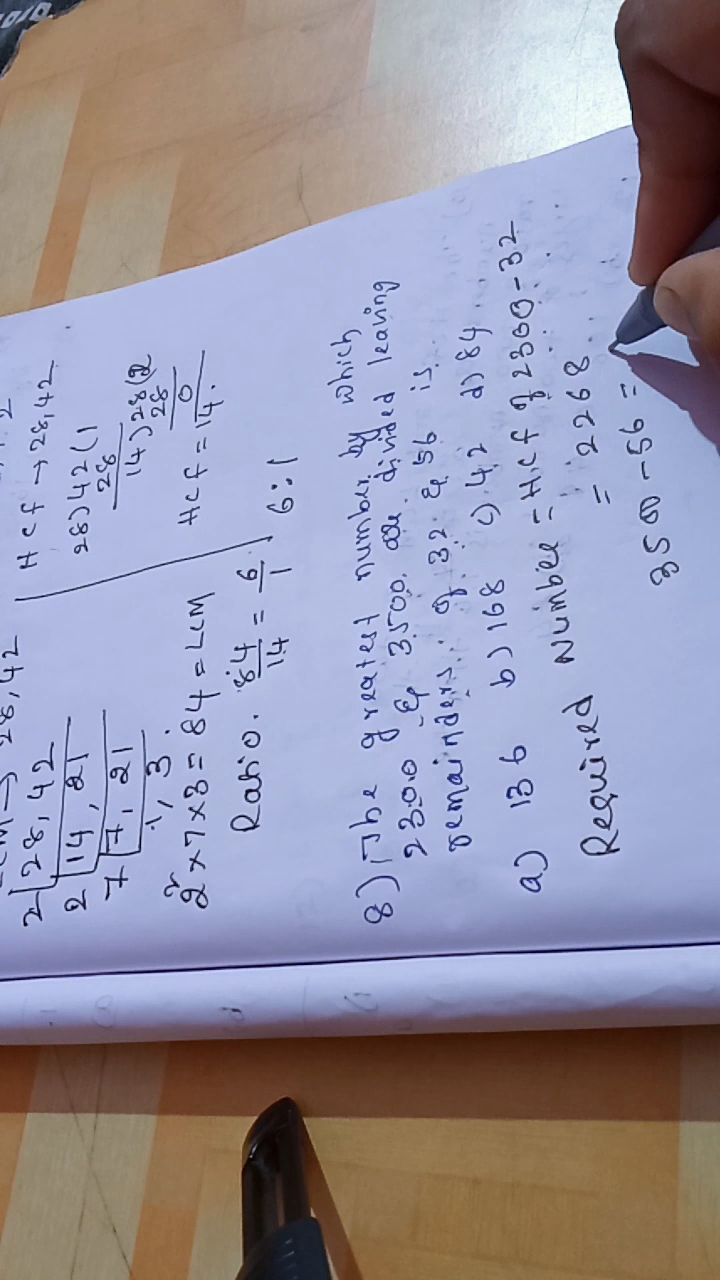 28, 42
2 28, 42
2 14, 21
7 7, 21
1, 3.
2² × 7 × 3 = 84 = LCM
Ratio. 84/14 = 6/1 6:1
Hcf → 28, 42
28) 42 (1
28
14) 28 (2
28
0
Hcf = 14.
8) The greatest number by which
2300 & 3500 are divided leaving
remainders of 32 & 56 is
a) 136 b) 168 c) 42 d) 84
Required Number = Hcf of 2300 - 32
= 2268
3500 - 56 =